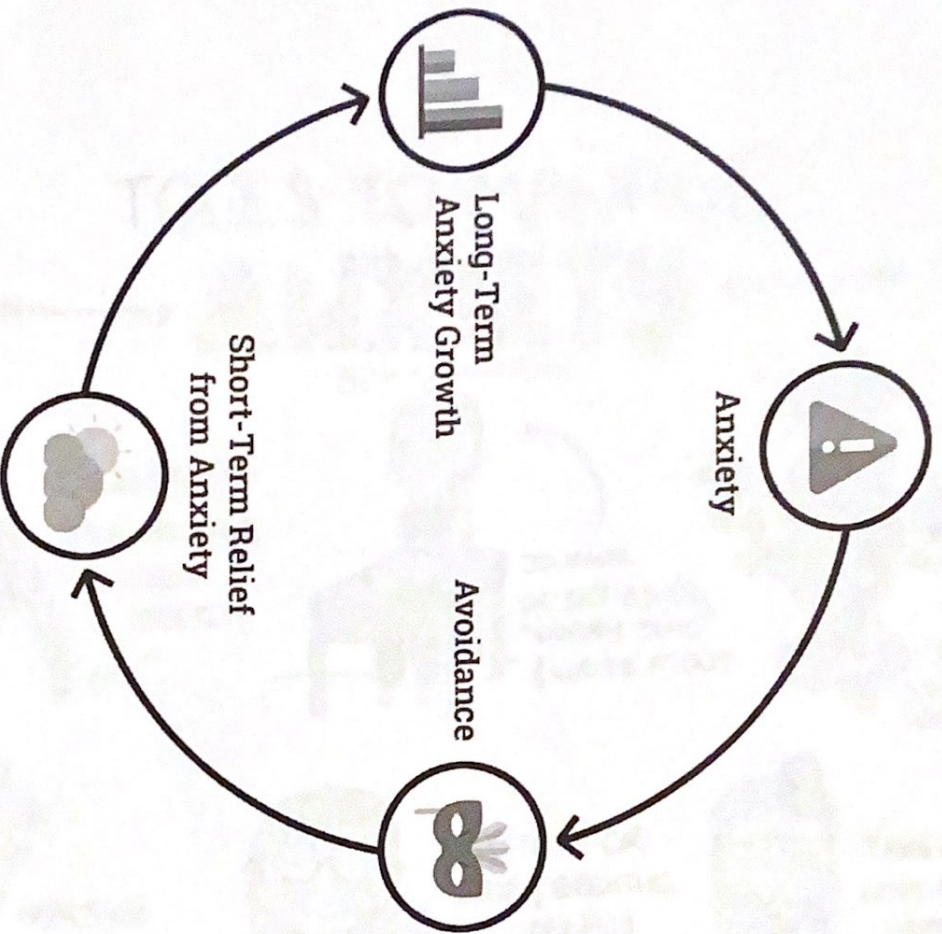 Anxiety
Long-Term
Anxiety Growth
Avoidance
Short-Term Relief
from Anxiety